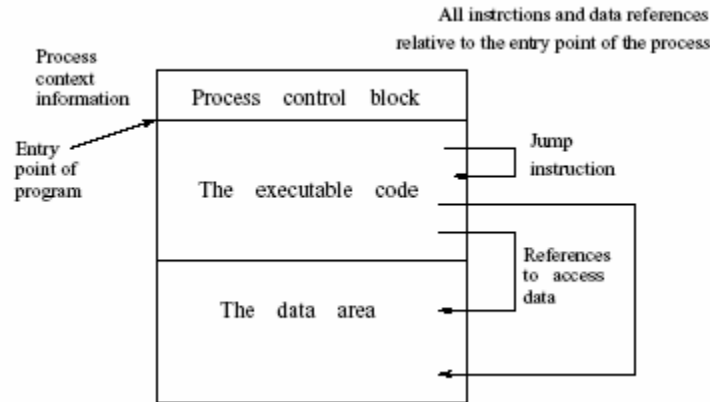 All instrctions and data references
relative to the entry point of the process
Process
context
information
Process control block
Entry
point of
program
The executable code
Jump
instruction
References
to access
data
The data area